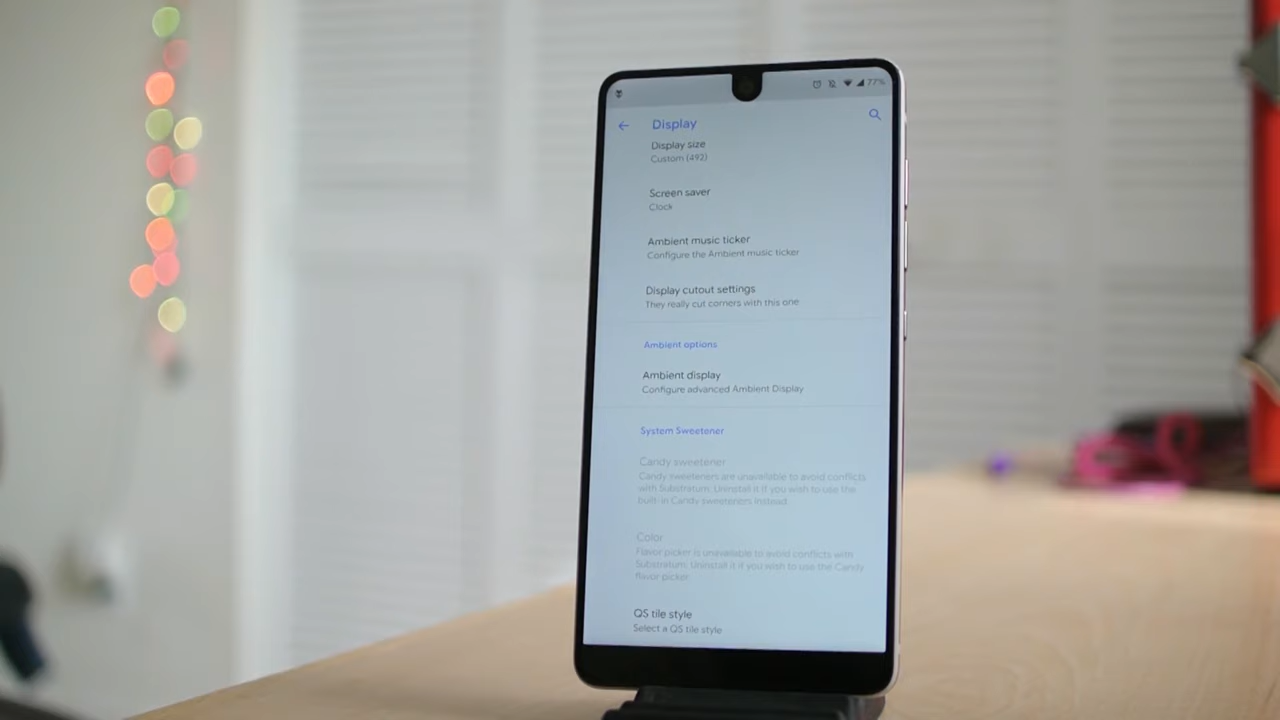 77%
Display
Display size
Custom (492)
Screen saver
Clock
Ambient music ticker
Configure the Ambient music ticker
Display cutout settings
They really cut corners with this one
Ambient options
Ambient display
Configure advanced Ambient Display
System Sweetener
Candy sweetener
Candy sweeteners are unavailable to avoid conflicts
with Substratum. Uninstall it if you wish to use the
built-in Candy sweeteners instead.
Color
Flavor picker is unavailable to avoid conflicts with
Substratum. Uninstall it if you wish to use the Candy
flavor picker.
QS tile style
Select a QS tile style